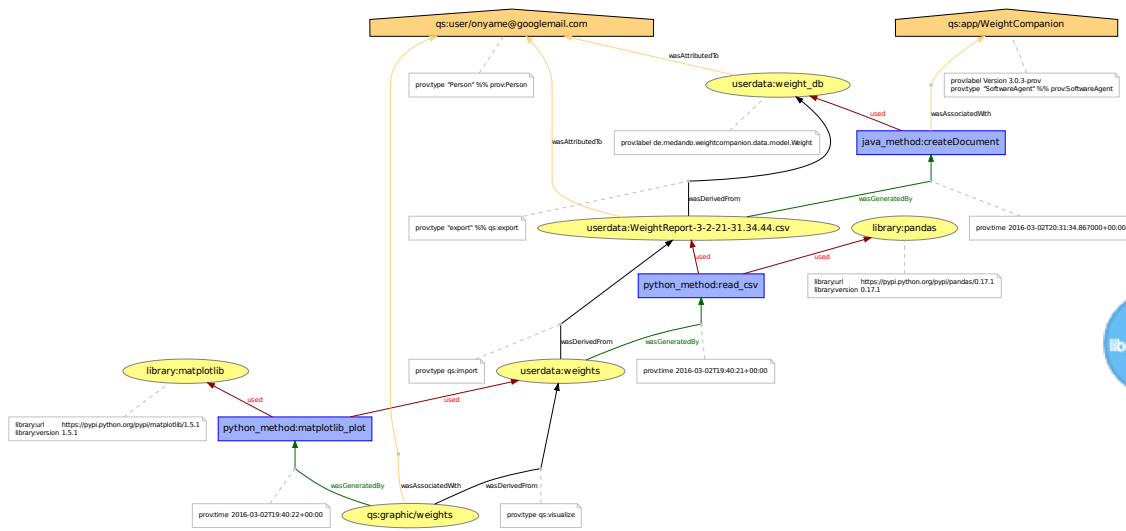 qs:user/onyame@googlemail.com
qs:app/WeightCompanion
wasAttributedTo
prov:type "Person" %% prov:Person
userdata:weight_db
prov:label Version 3.0.3-prov
prov:type "SoftwareAgent" %% prov:SoftwareAgent
used
wasAssociatedWith
wasAttributedTo
prov:label de.medando.weightcompanion.data.model.Weight
java_method:createDocument
wasDerivedFrom
wasGeneratedBy
prov:type "export" %% qs:export
userdata:WeightReport-3-2-21-31.34.44.csv
library:pandas
prov:time 2016-03-02T20:31:34.867000+00:00
used
used
python_method:read_csv
library:url https://pypi.python.org/pypi/pandas/0.17.1
library:version 0.17.1
wasDerivedFrom
wasGeneratedBy
library:matplotlib
prov:type qs:import
userdata:weights
prov:time 2016-03-02T19:40:21+00:00
used
used
library:url https://pypi.python.org/pypi/matplotlib/1.5.1
library:version 1.5.1
python_method:matplotlib_plot
wasGeneratedBy
wasAssociatedWith
wasDerivedFrom
prov:time 2016-03-02T19:40:22+00:00
qs:graphic/weights
prov:type qs:visualize